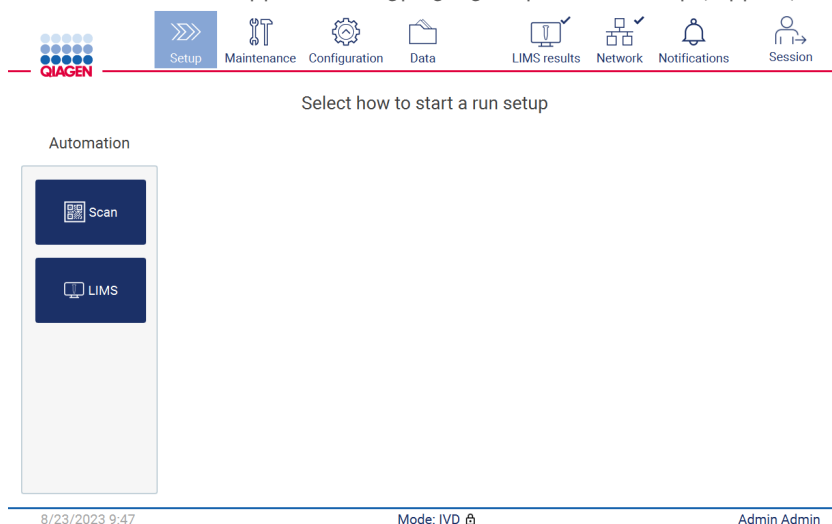 Setup
Maintenance
Configuration
Data
LIMS results
Network
Notifications
Session
QIAGEN
Select how to start a run setup
Automation
Scan
LIMS
8/23/2023 9:47
Mode: IVD
Admin Admin